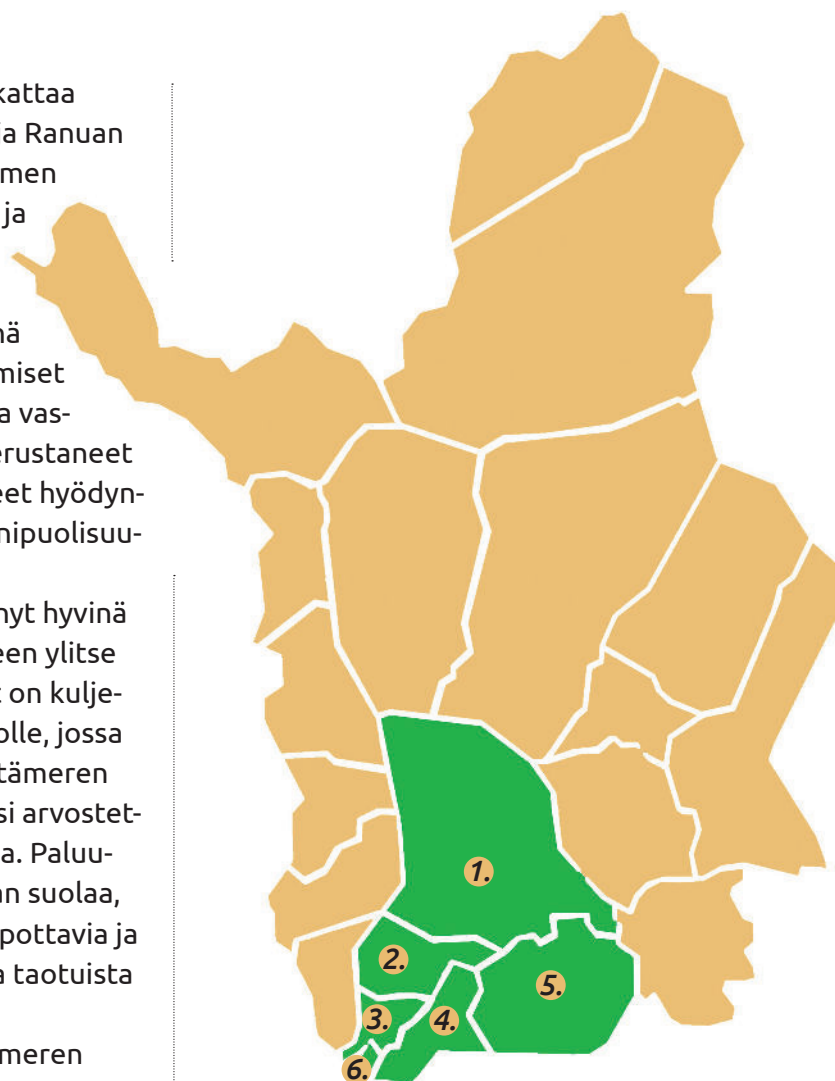 kattaa
ja Ranuan
men
ja
nä
miset
a vas-
erustaneet
eet hyödyn-
nipuolisuu-
nyt hyvinä
een ylitse
t on kulje-
olle, jossa
tämeren
si arvostet-
a. Paluu-
an suolaa,
pottavia ja
a taotuista
meren
1.
2.
3.
4.
5.
6.